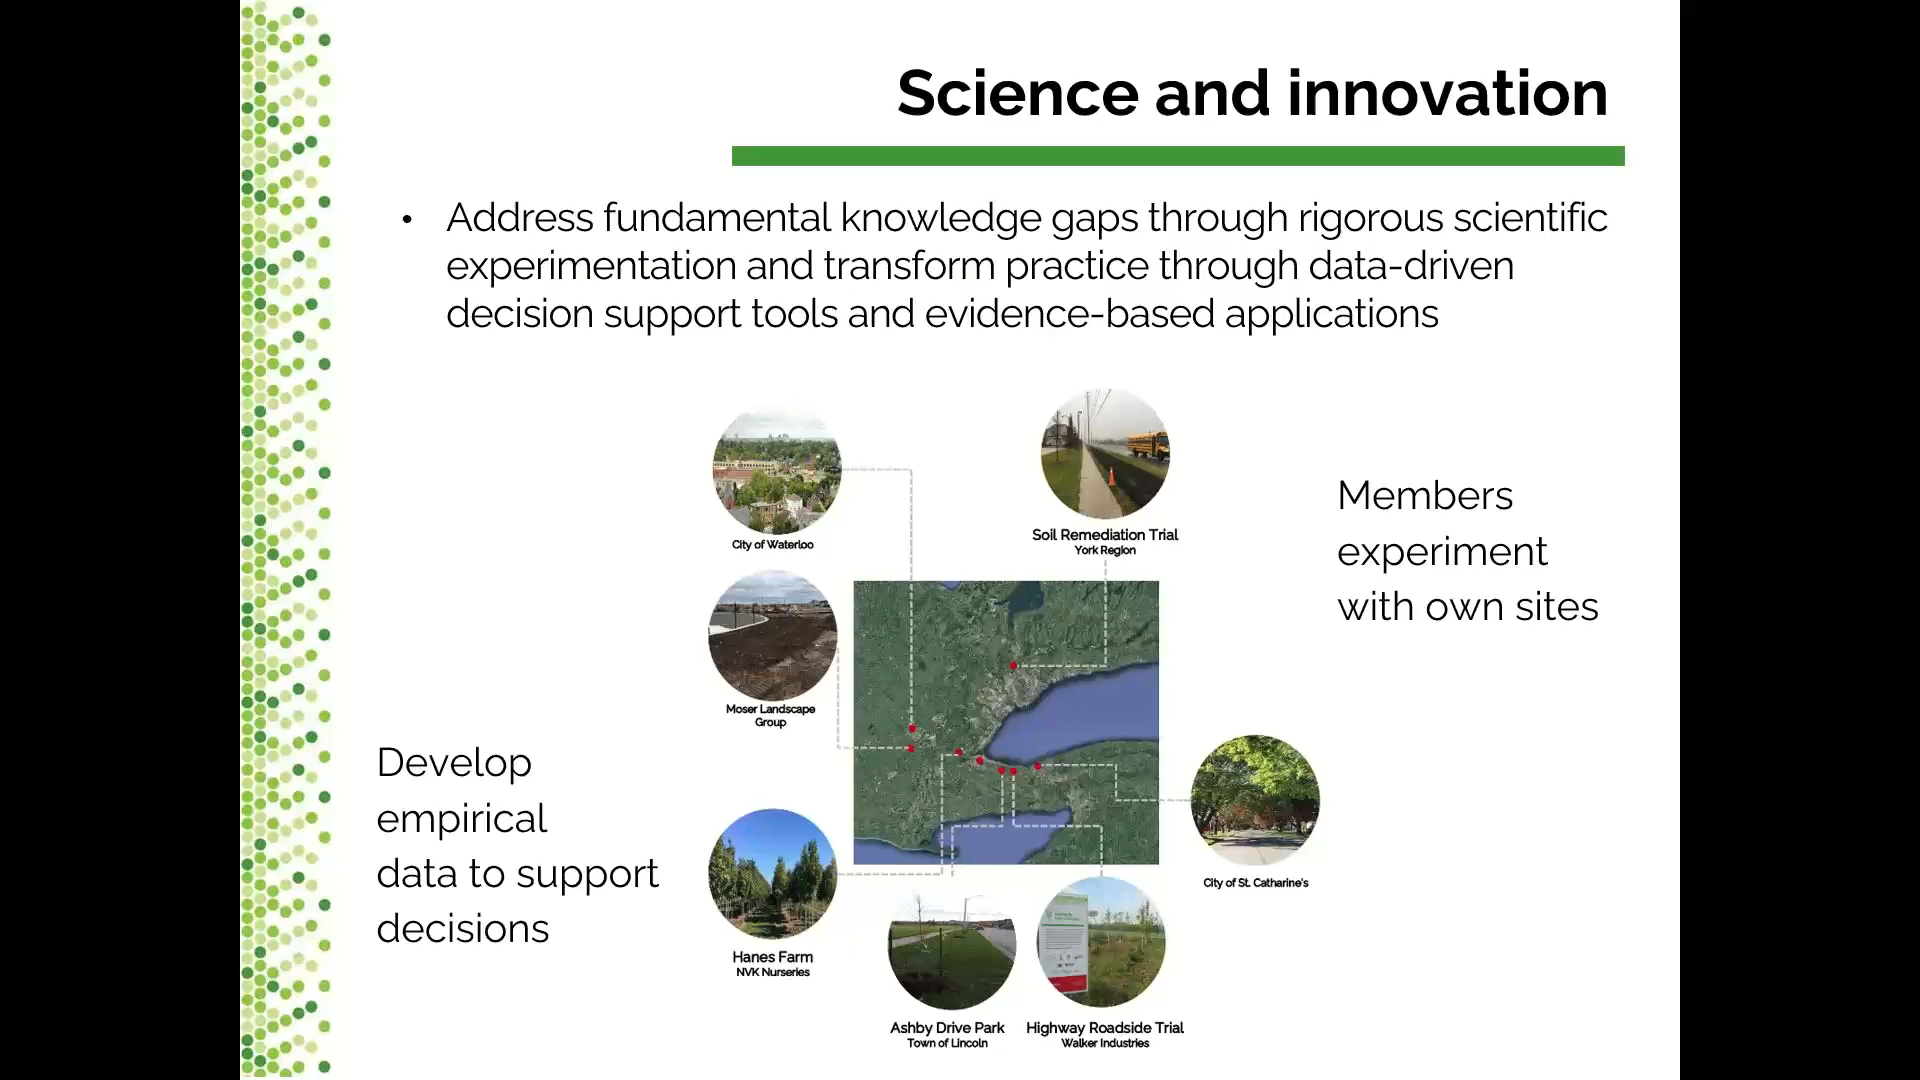 Science and innovation
• Address fundamental knowledge gaps through rigorous scientific
experimentation and transform practice through data-driven
decision support tools and evidence-based applications
City of Waterloo
Soil Remediation Trial
York Region
Members
experiment
with own sites
Moser Landscape
Group
Develop
empirical
data to support
decisions
City of St. Catharine's
Hanes Farm
NVK Nurseries
Ashby Drive Park
Town of Lincoln
Highway Roadside Trial
Walker Industries